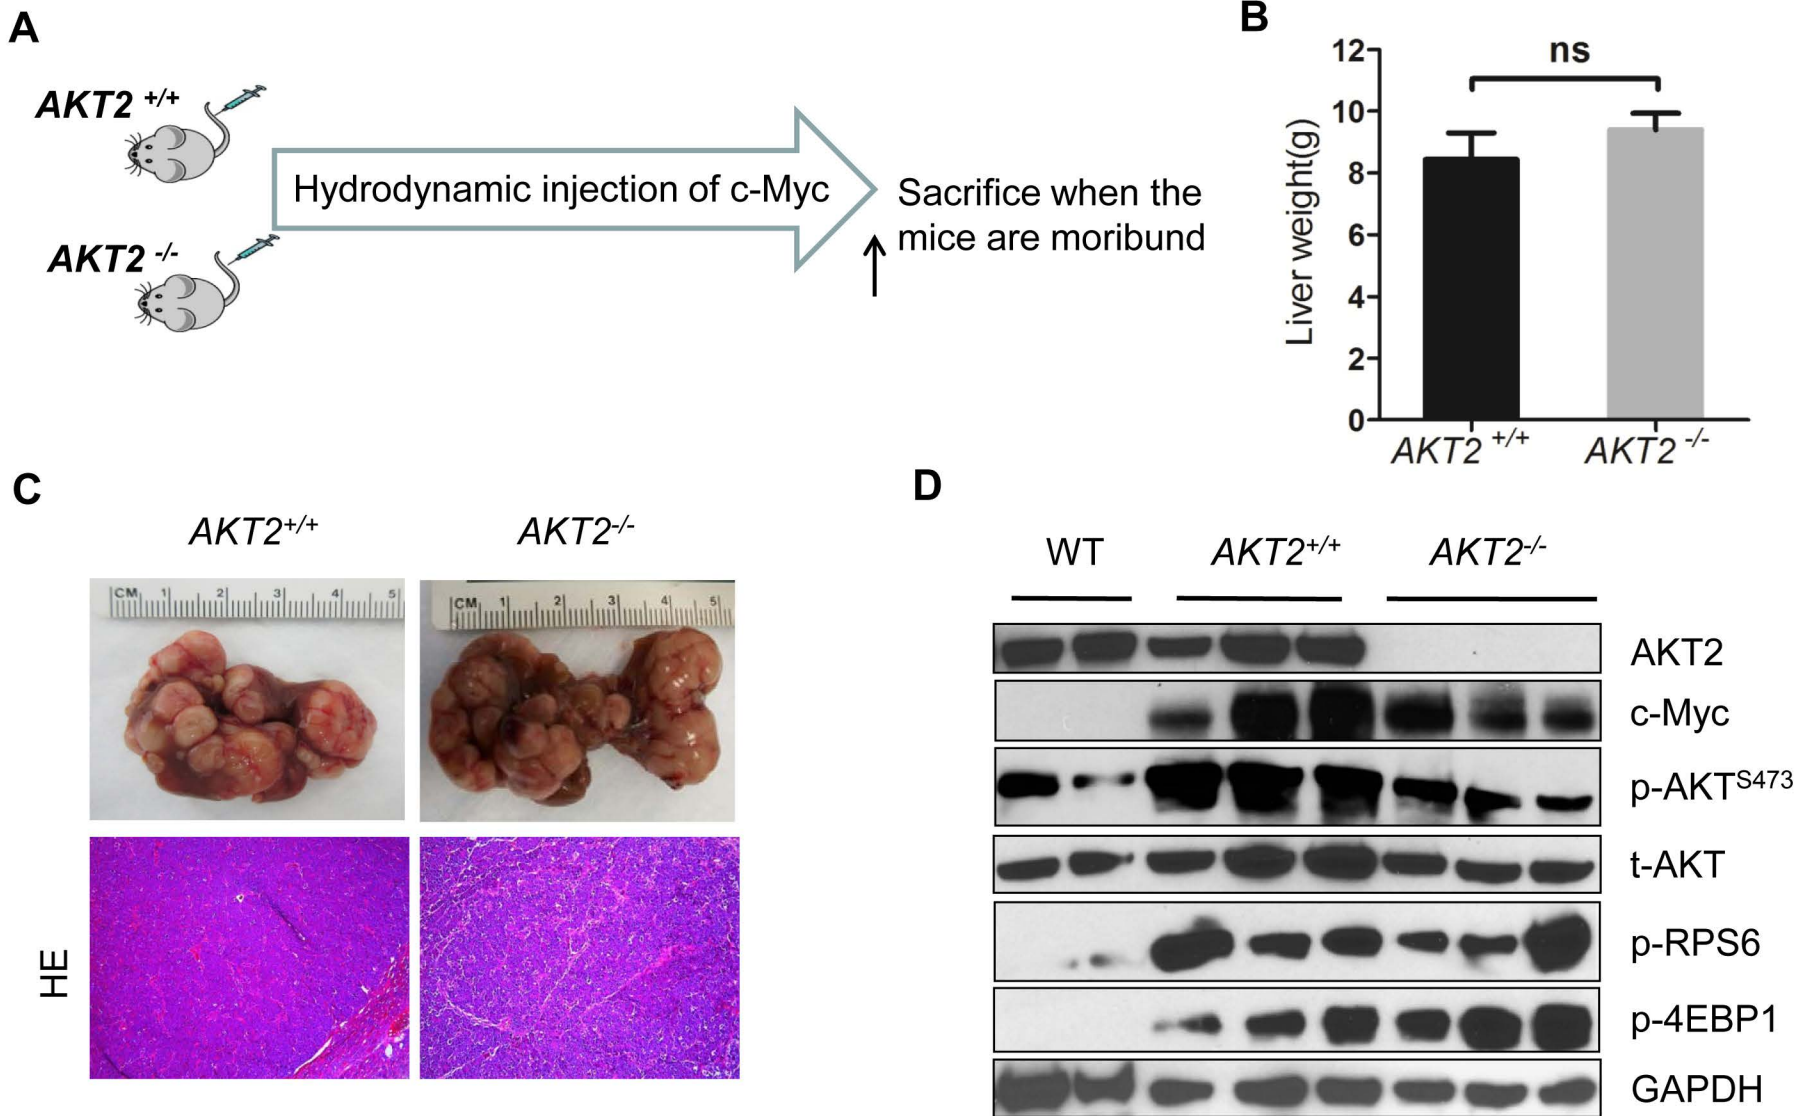 A
AKT2 +/+
AKT2 -/-
Hydrodynamic injection of c-Myc
Sacrifice when the
mice are moribund
B
ns
Liver weight(g)
12
10
8
6
4
2
0
AKT2 +/+
AKT2 -/-
C
AKT2+/+
AKT2-/-
CM 1 2 3 4 5
CM 1 2 3 4 5
HE
D
WT
AKT2+/+
AKT2-/-
AKT2
c-Myc
p-AKTS473
t-AKT
p-RPS6
p-4EBP1
GAPDH